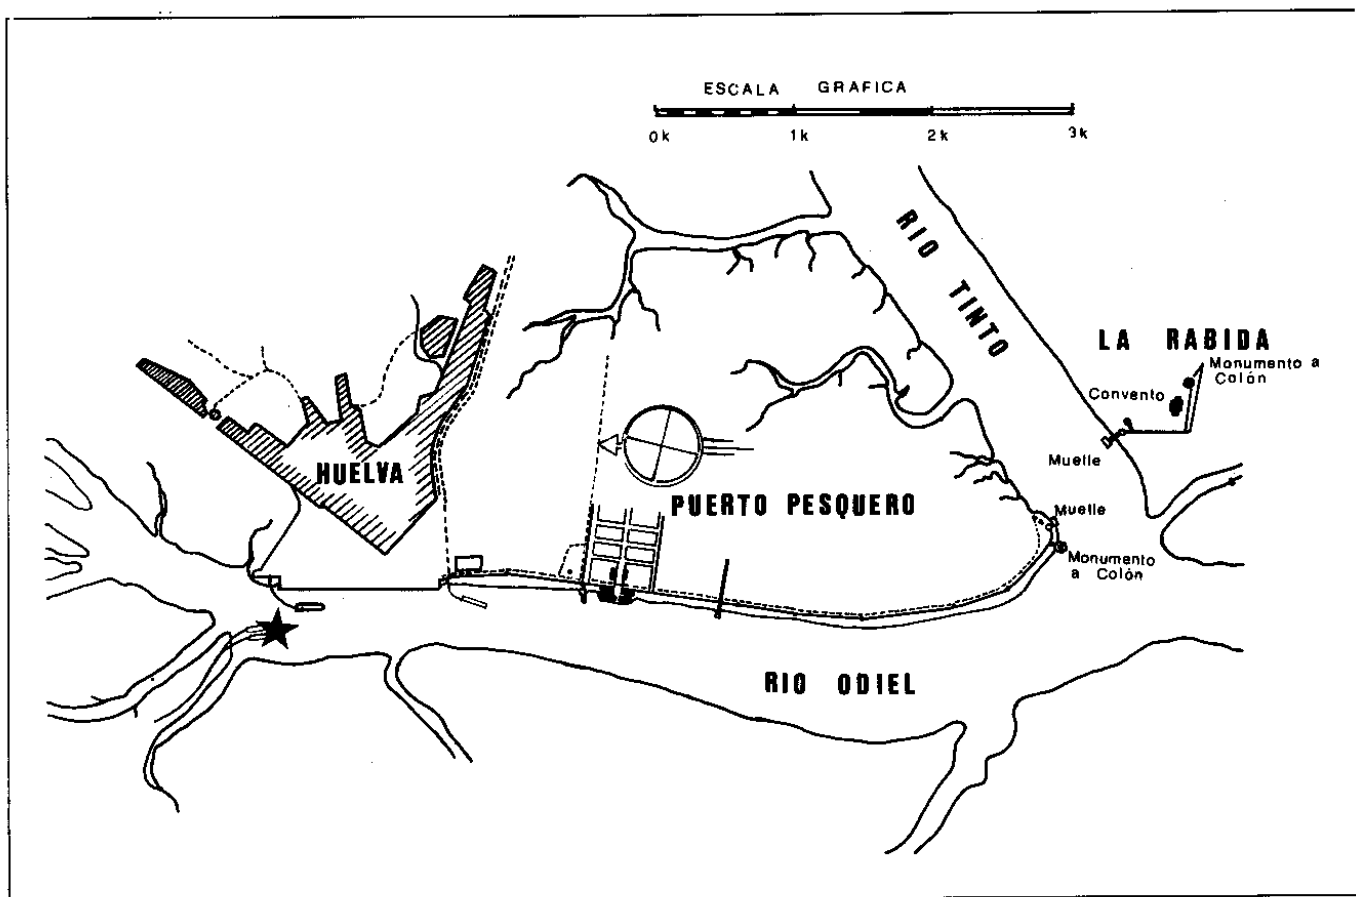 ESCALA GRAFICA
0k 1k 2k 3k
RIO TINTO
LA RABIDA
Monumento a
Colón
Convento
Muelle
HUELVA
PUERTO PESQUERO
Muelle
Monumento
a Colón
RIO ODIEL